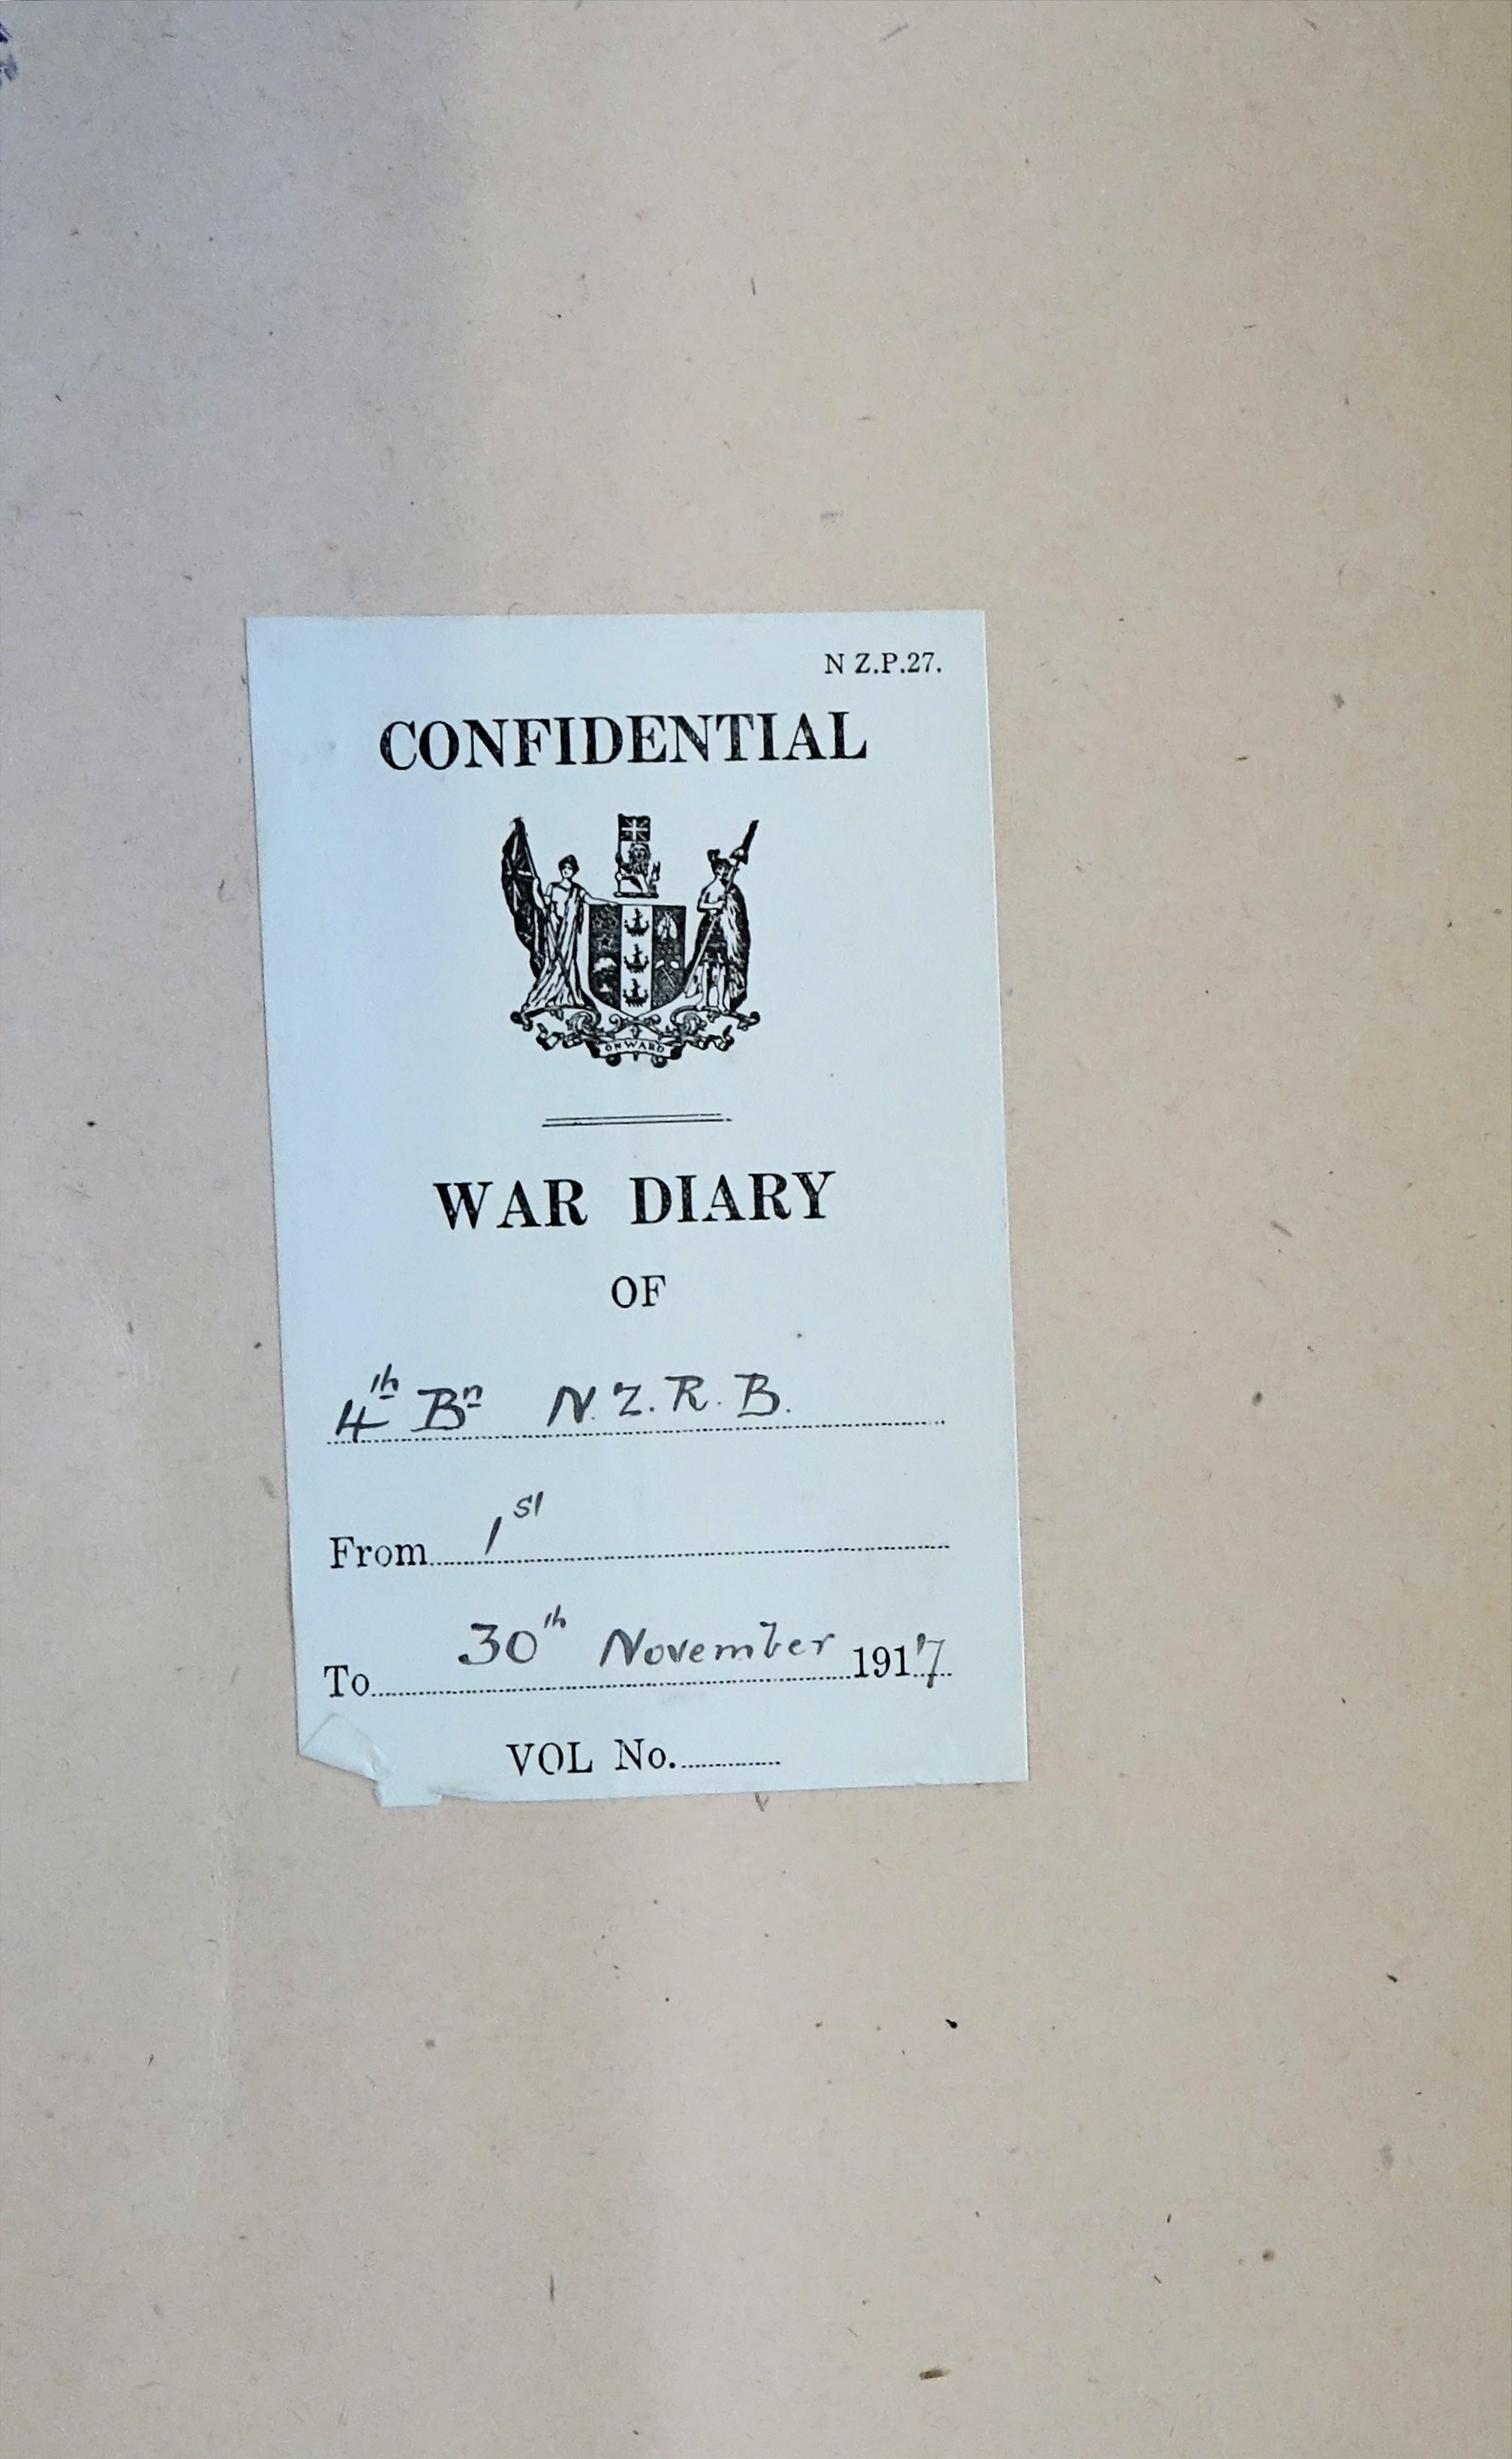 N Z.P.27.
CONFIDENTIAL
ONWARD
WAR DIARY
OF
4th Bn N.Z.R.B.
From 1st
To 30th November 1917
VOL No.